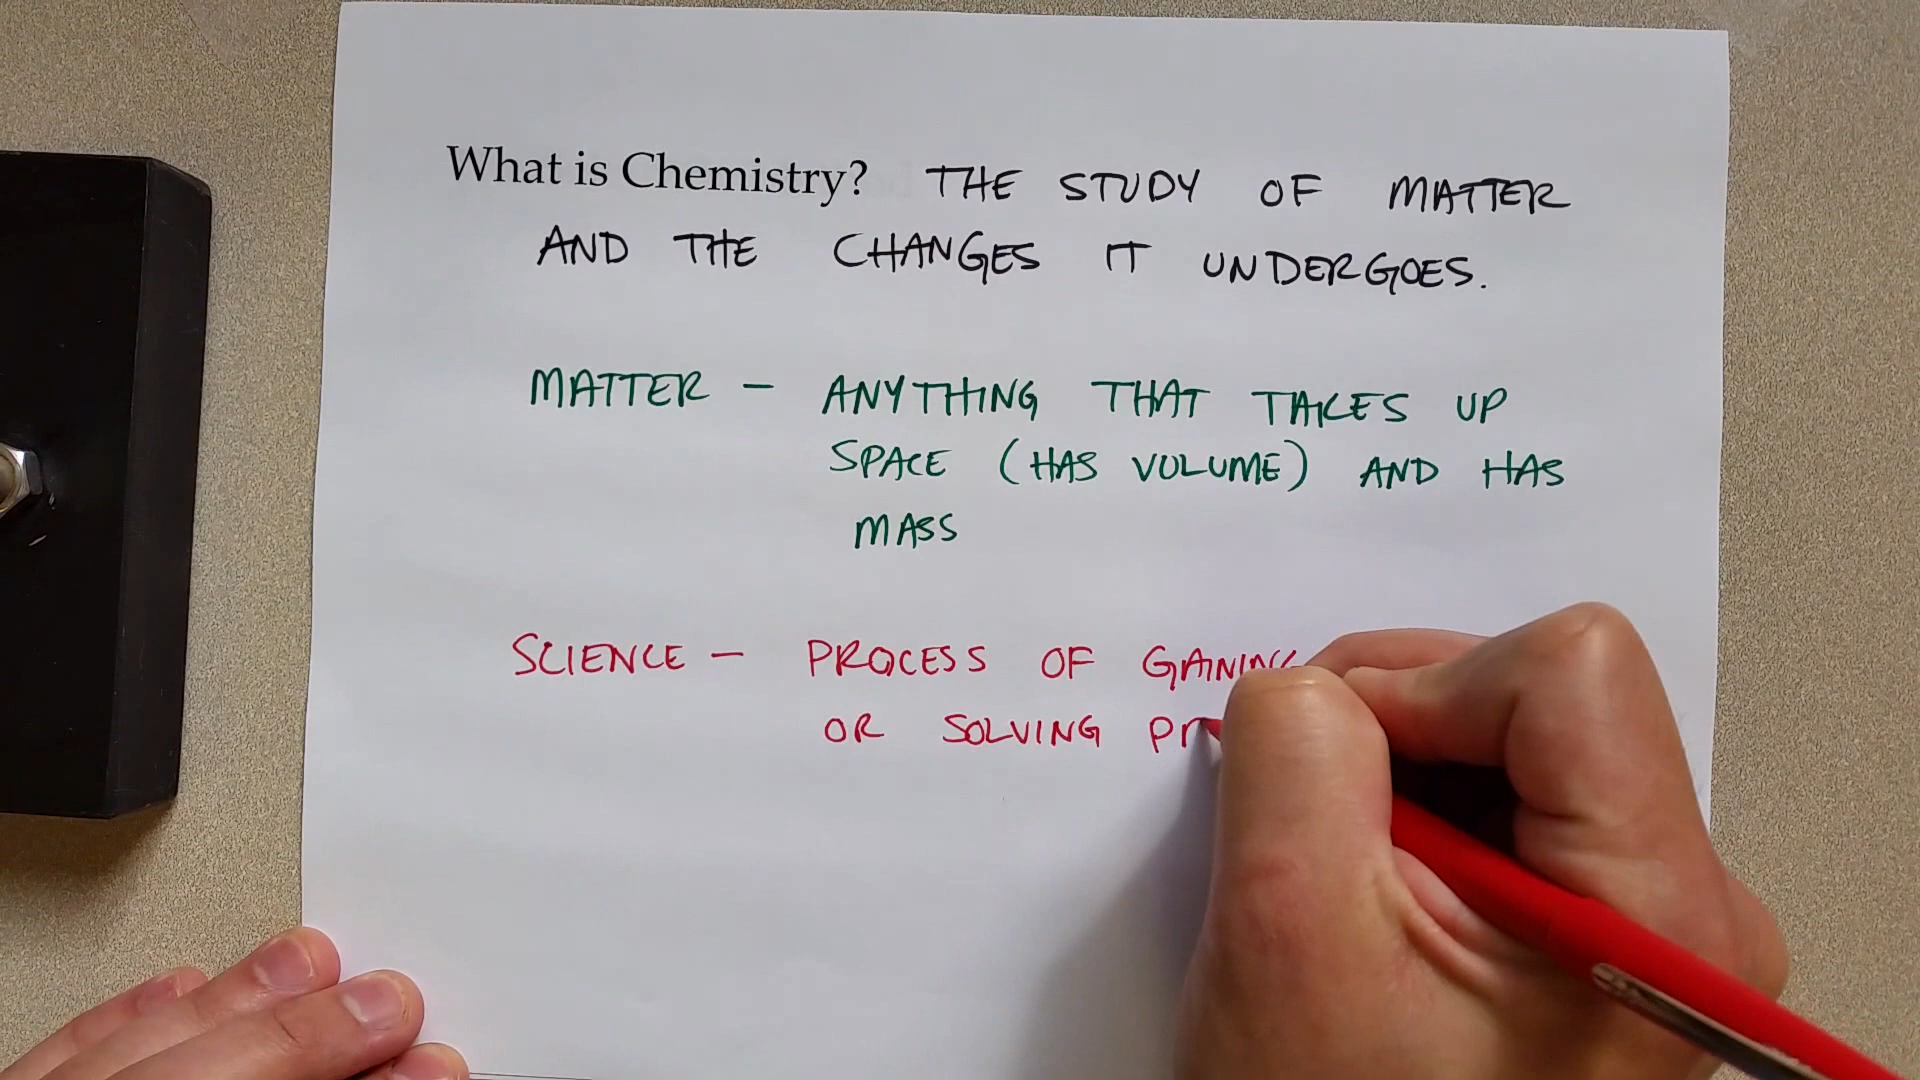 What is Chemistry? THE STUDY OF MATTER
AND THE CHANGES IT UNDERGOES.
MATTER - ANYTHING THAT TAKES UP
SPACE (HAS VOLUME) AND HAS
MASS
SCIENCE - PROCESS OF GAINING
OR SOLVING